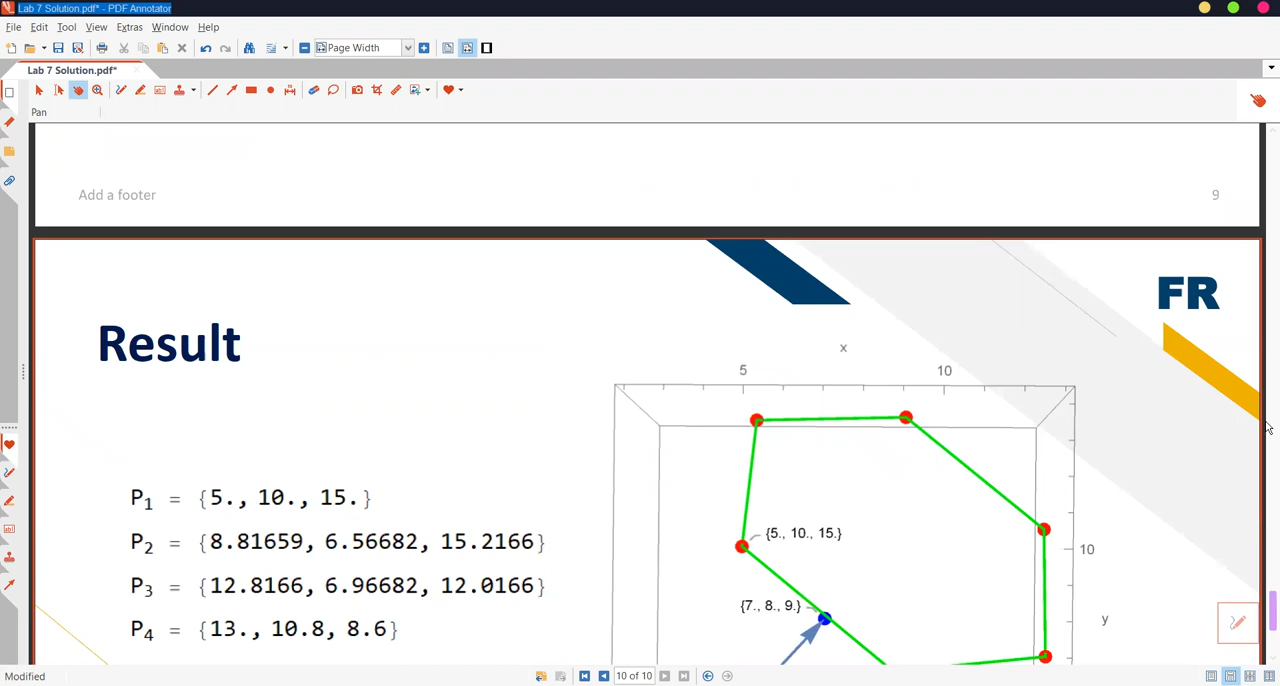 Lab 7 Solution.pdf* - PDF Annotator
File Edit Tool View Extras Window Help
Page Width
Lab 7 Solution.pdf*
Pan
Add a footer
9
FR
Result
x
5 10
P1 = {5., 10., 15.}
P2 = {8.81659, 6.56682, 15.2166}
P3 = {12.8166, 6.96682, 12.0166}
P4 = {13., 10.8, 8.6}
{5., 10., 15.}
10
{7., 8., 9.}
y
Modified
10 of 10